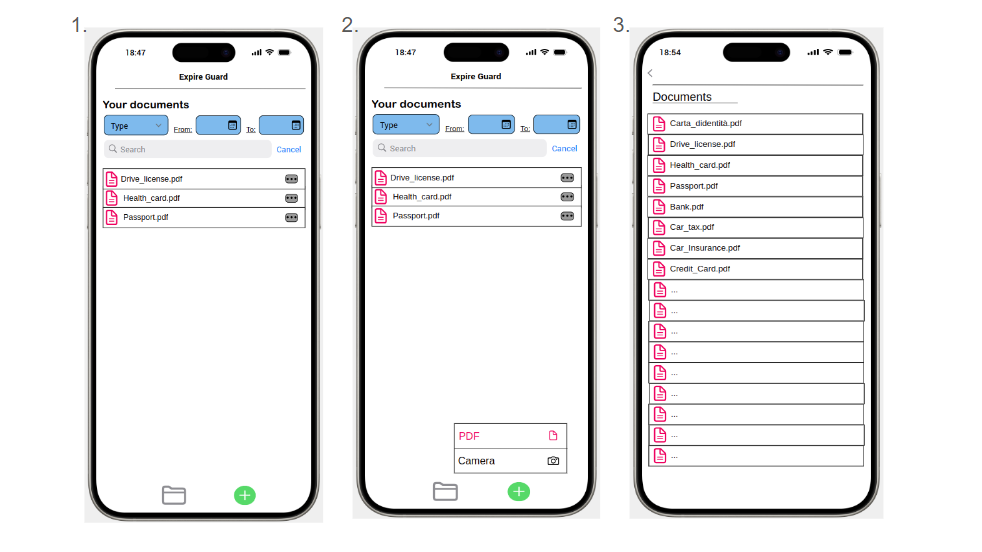 1.
18:47
Expire Guard
Your documents
Type
From:
To:
Search
Cancel
Drive_license.pdf
Health_card.pdf
Passport.pdf
2.
18:47
Expire Guard
Your documents
Type
From:
To:
Search
Cancel
Drive_license.pdf
Health_card.pdf
Passport.pdf
PDF
Camera
3.
18:54
Documents
Carta_didentità.pdf
Drive_license.pdf
Health_card.pdf
Passport.pdf
Bank.pdf
Car_tax.pdf
Car_Insurance.pdf
Credit_Card.pdf
...
...
...
...
...
...
...
...
...